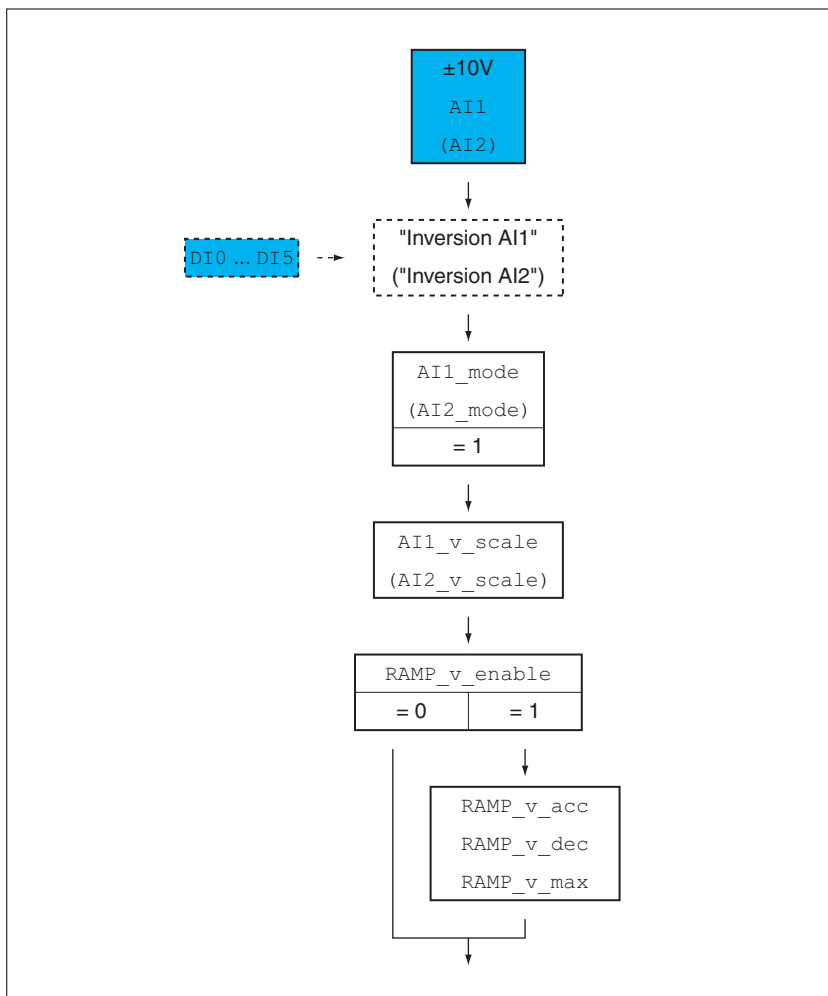 ±10V
AI1
(AI2)
"Inversion AI1"
DI0 ... DI5
("Inversion AI2")
AI1_mode
(AI2_mode)
= 1
AI1_v_scale
(AI2_v_scale)
RAMP_v_enable
= 0
= 1
RAMP_v_acc
RAMP_v_dec
RAMP_v_max